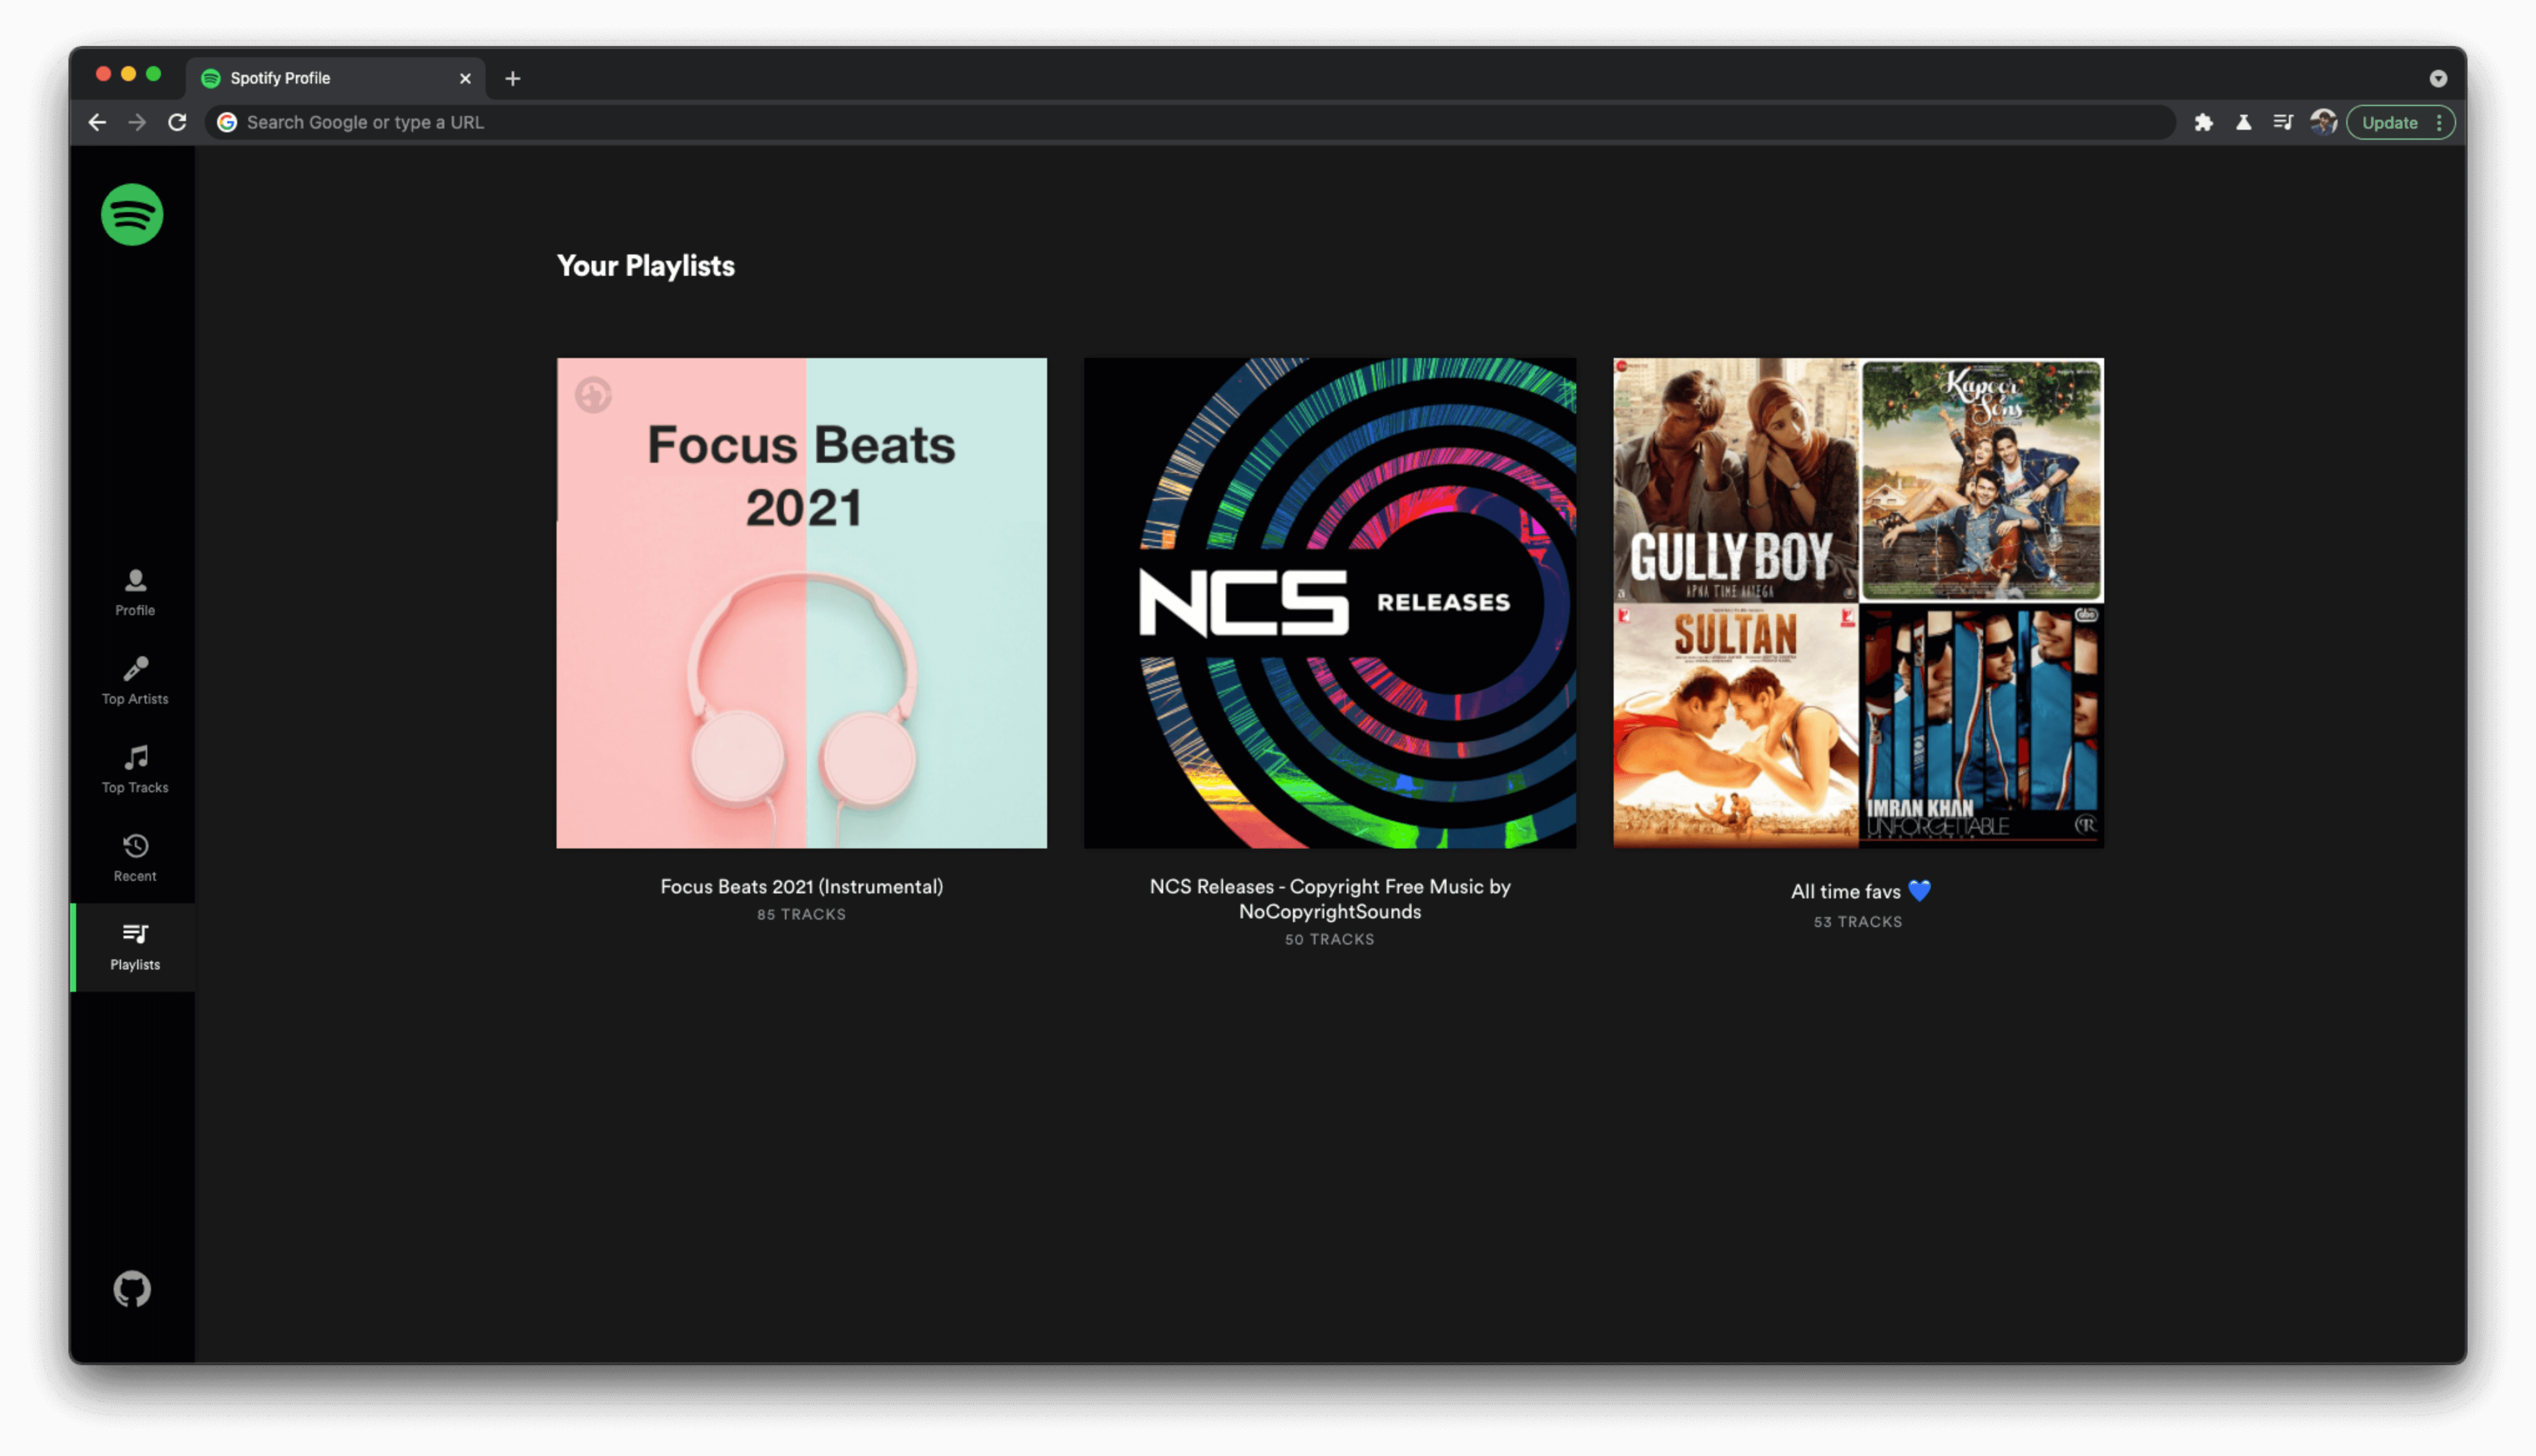 Spotify Profile
Search Google or type a URL
Update
Your Playlists
Profile
Top Artists
Top Tracks
Recent
Playlists
Focus Beats
2021
NCS RELEASES
GULLY BOY
APNA TIME AAYEGA
Kapoor
& Sons
SULTAN
IMRAN KHAN
UNFORGETTABLE
Focus Beats 2021 (Instrumental)
85 TRACKS
NCS Releases - Copyright Free Music by
NoCopyrightSounds
50 TRACKS
All time favs 💙
53 TRACKS